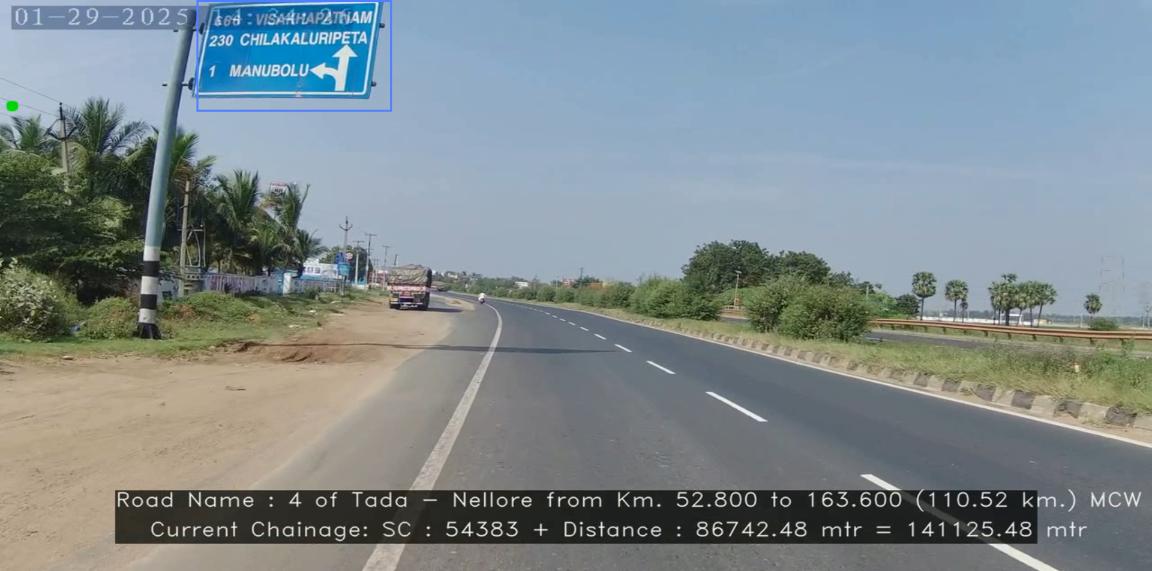 01-29-2025
666 VISAKHAPATNAM
230 CHILAKALURIPETA
1 MANUBOLU
Road Name : 4 of Tada - Nellore from Km. 52.800 to 163.600 (110.52 km.) MCW
Current Chainage: SC : 54383 + Distance : 86742.48 mtr = 141125.48 mtr